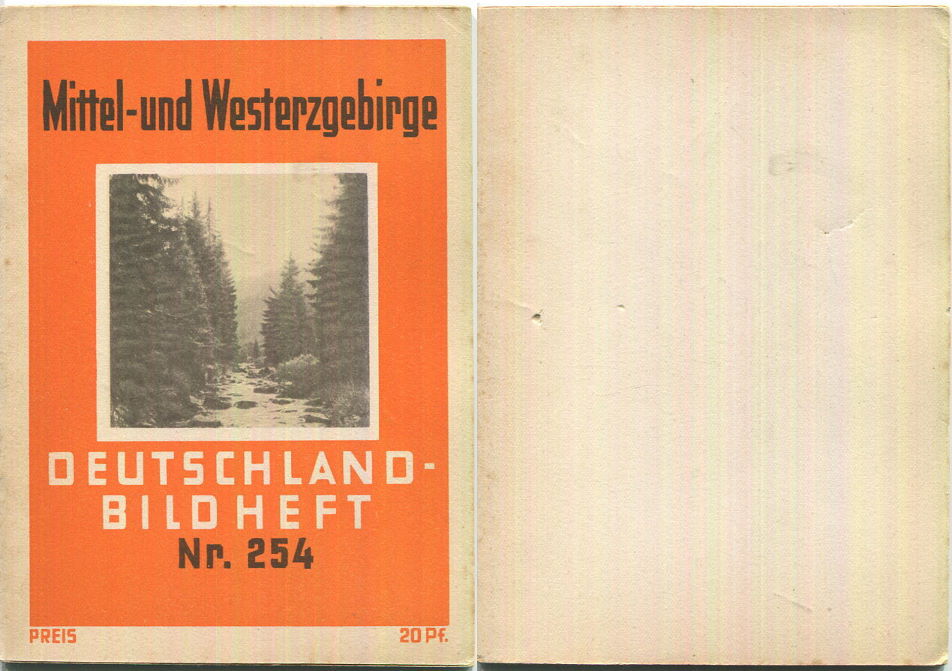 Mittel-und Westerzgebirge
DEUTSCHLAND-
BILDHEFT
Nr. 254
PREIS 20 Pf.